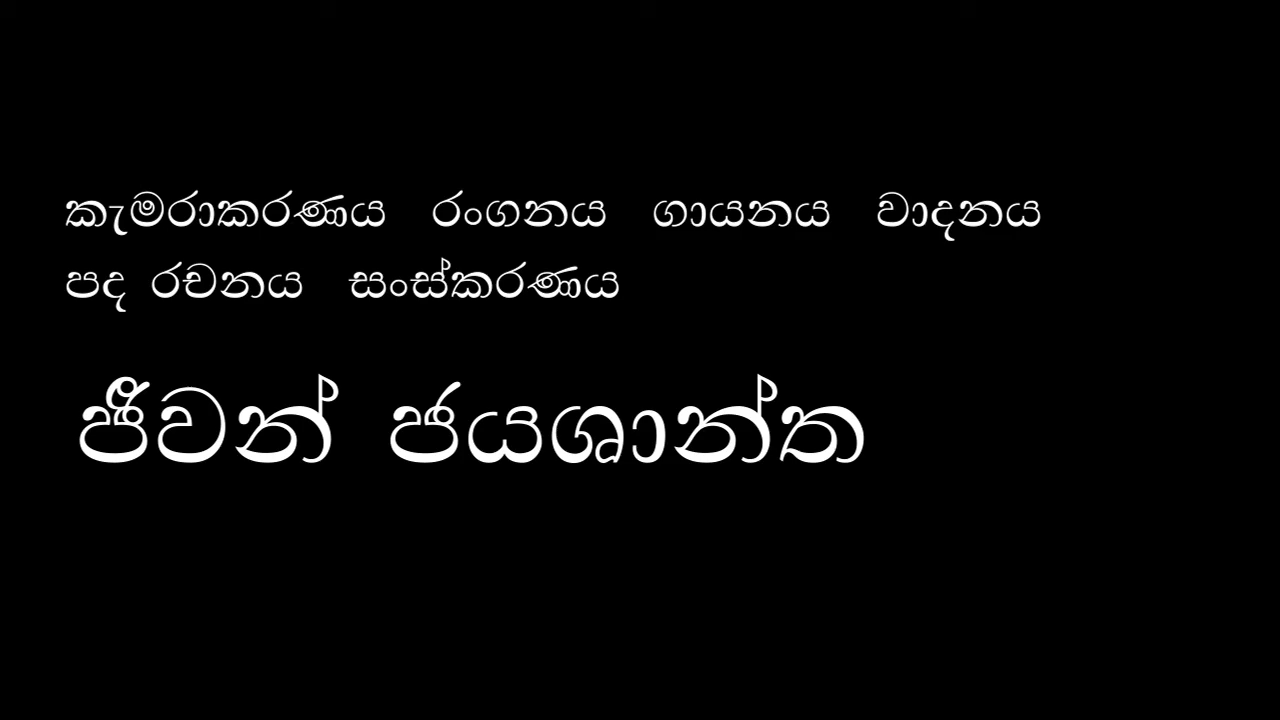 කැමරාකරණය රංගනය ගායනය වාදනය
පද රචනය සංස්කරණය
ජීවන් ජයශාන්ත